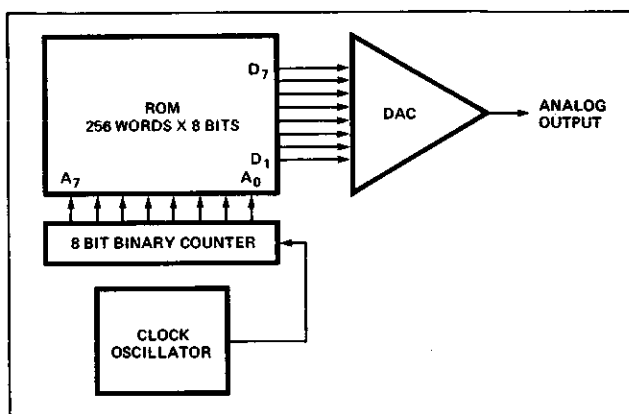 D7
ROM
256 WORDS X 8 BITS
DAC
ANALOG
OUTPUT
D1
A7
A0
8 BIT BINARY COUNTER
CLOCK
OSCILLATOR